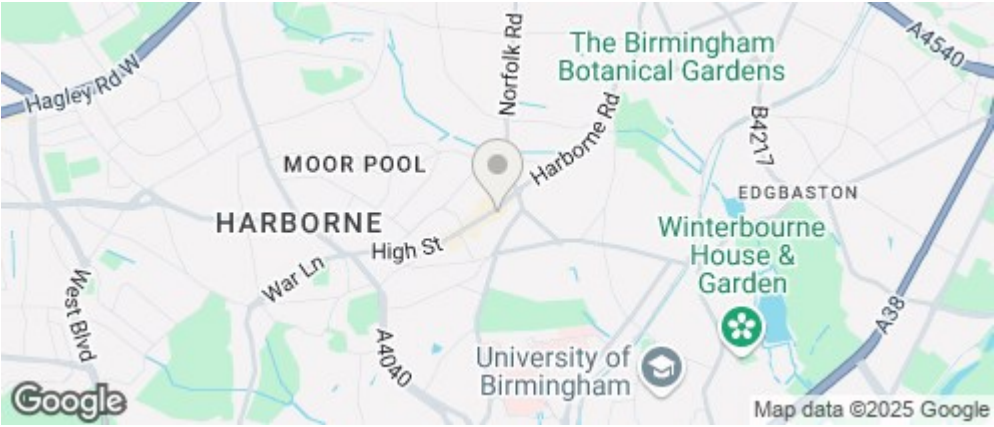 Norfolk Rd
The Birmingham
Botanical Gardens
A4540
Hagley Rd W
Harborne Rd
B4217
MOOR POOL
EDGBASTON
HARBORNE
Winterbourne
House &
Garden
High St
War Ln
West Blvd
A38
A4040
University of
Birmingham
Google
Map data ©2025 Google